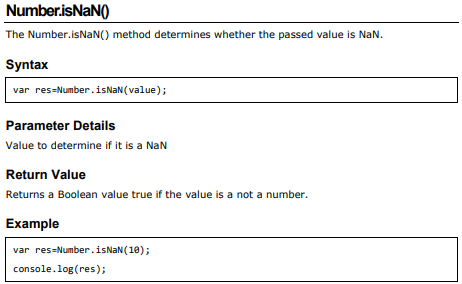 Number.isNaN()
The Number.isNaN() method determines whether the passed value is NaN.
Syntax
var res=Number.isNaN(value);
Parameter Details
Value to determine if it is a NaN
Return Value
Returns a Boolean value true if the value is a not a number.
Example
var res=Number.isNaN(10);
console.log(res);